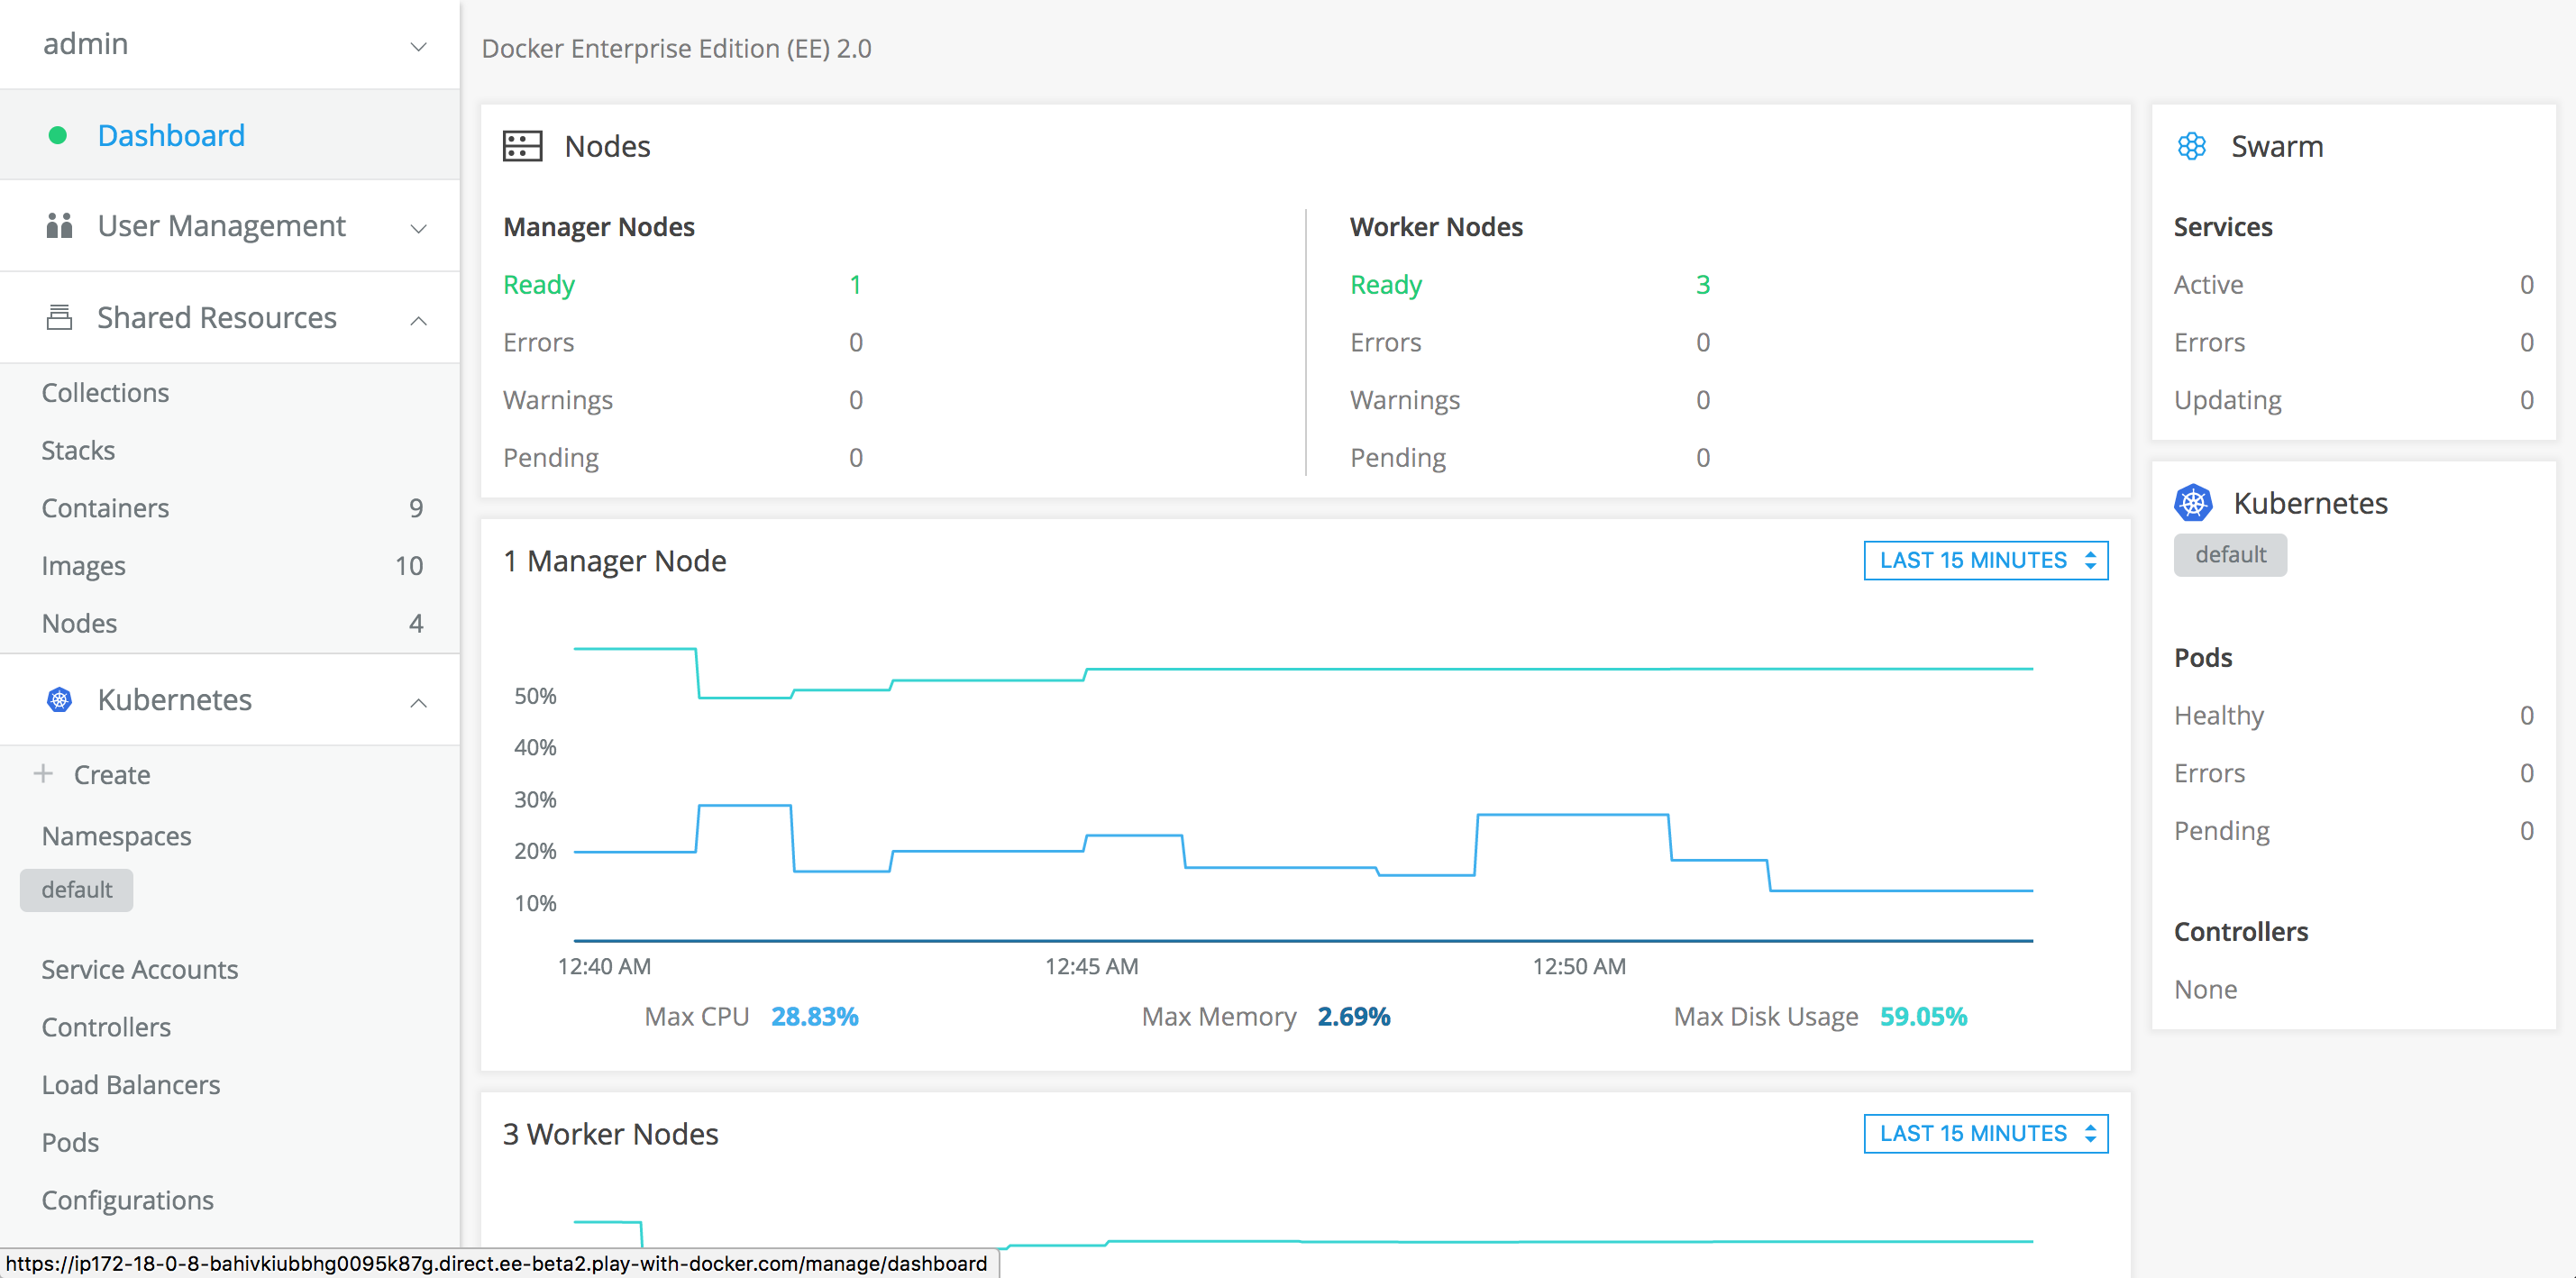 admin
Dashboard
User Management
Shared Resources
Collections
Stacks
Containers 9
Images 10
Nodes 4
Kubernetes
+ Create
Namespaces
default
Service Accounts
Controllers
Load Balancers
Pods
Configurations
https://ip172-18-0-8-bahivkiubbhg0095k87g.direct.ee-beta2.play-with-docker.com/manage/dashboard
Docker Enterprise Edition (EE) 2.0
Nodes
Manager Nodes
Ready 1
Errors 0
Warnings 0
Pending 0
Worker Nodes
Ready 3
Errors 0
Warnings 0
Pending 0
1 Manager Node
LAST 15 MINUTES
50%
40%
30%
20%
10%
12:40 AM 12:45 AM 12:50 AM
Max CPU 28.83% Max Memory 2.69% Max Disk Usage 59.05%
3 Worker Nodes
LAST 15 MINUTES
Swarm
Services
Active 0
Errors 0
Updating 0
Kubernetes
default
Pods
Healthy 0
Errors 0
Pending 0
Controllers
None